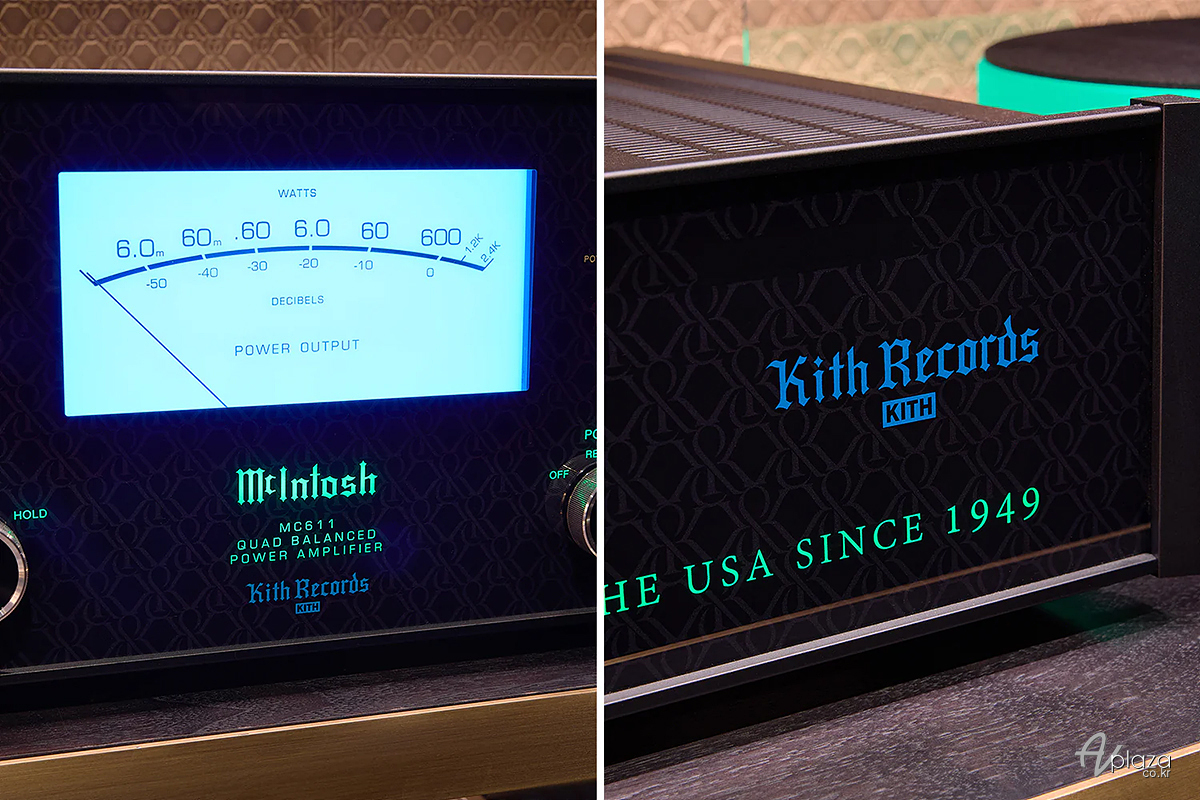 WATTS
6.0m 60m .60 6.0 60 600 1.2K 2.4K
-50 -40 -30 -20 -10 0
DECIBELS
POWER OUTPUT
HOLD
OFF
McIntosh
MC611
QUAD BALANCED
POWER AMPLIFIER
Kith Records
KITH
Kith Records
KITH
USA SINCE 1949
AVplaza
co.kr